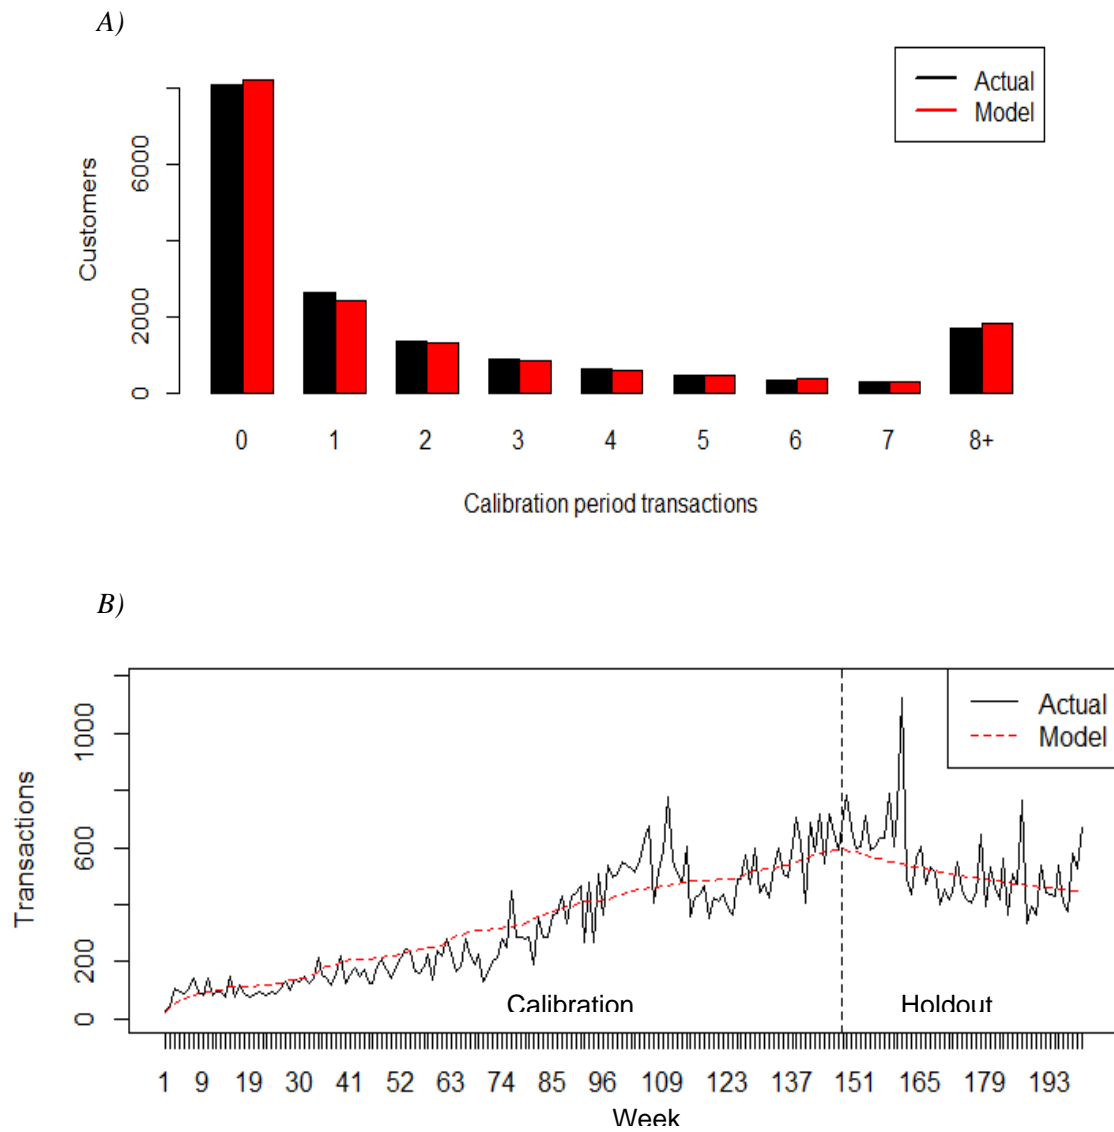 A)
Actual
Model
Customers
0
2000
6000
0 1 2 3 4 5 6 7 8+
Calibration period transactions
B)
Actual
Model
Transactions
0
200
400
600
800
1000
Calibration
Holdout
1 9 19 30 41 52 63 74 85 96 109 123 137 151 165 179 193
Week